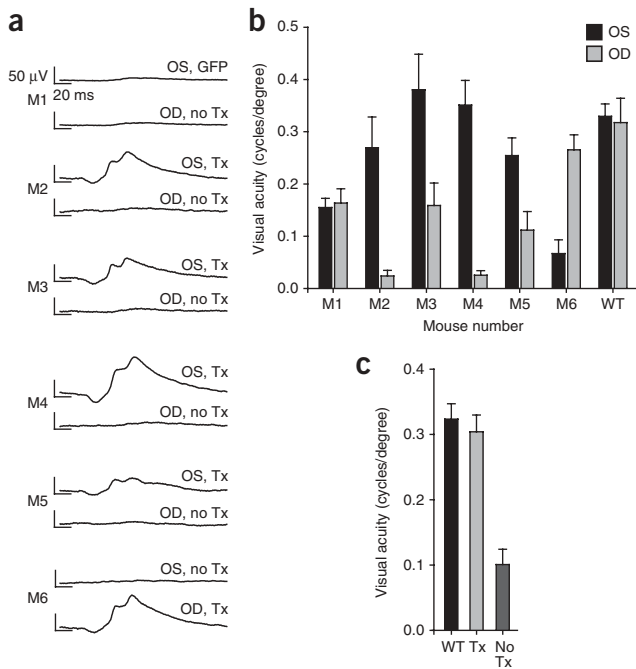 a
50 μV
20 ms
OS, GFP
M1
OD, no Tx
OS, Tx
M2
OD, no Tx
OS, Tx
M3
OD, no Tx
OS, Tx
M4
OD, no Tx
OS, Tx
M5
OD, no Tx
OS, no Tx
M6
OD, Tx
b
0.5
0.4
0.3
0.2
0.1
0.0
Visual acuity (cycles/degree)
OS
OD
M1 M2 M3 M4 M5 M6 WT
Mouse number
c
0.4
0.3
0.2
0.1
0.0
Visual acuity (cycles/degree)
WT Tx No
Tx